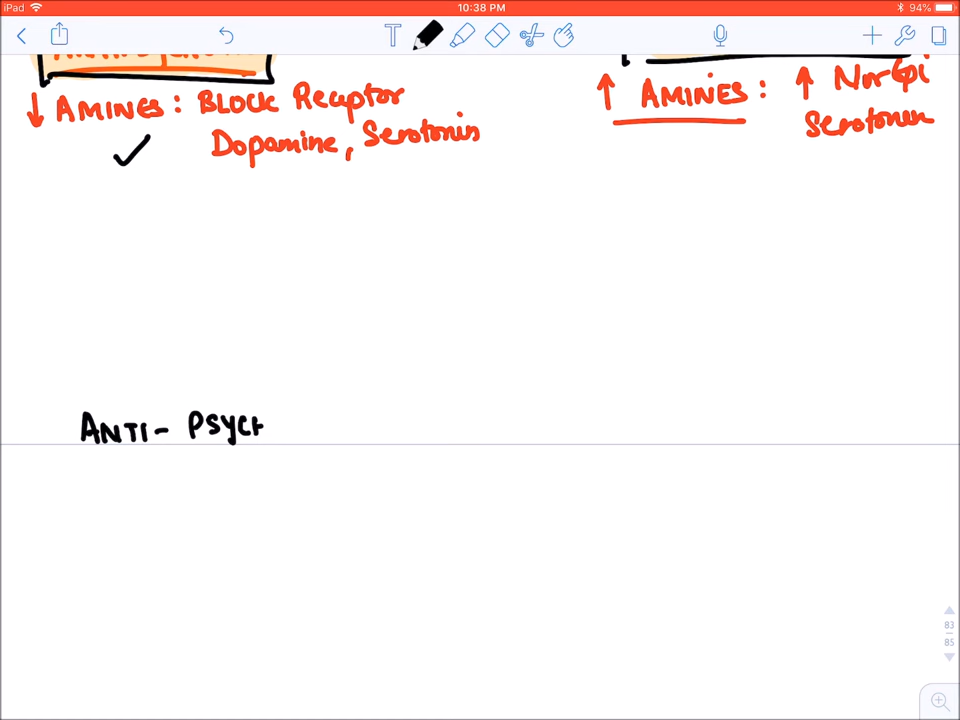 iPad 10:38 PM 94%
T
↓ AMINES : BLOCK Receptor
Dopamine, Serotonin
↑ AMINES : ↑ Nor Epi
Serotonin
ANTI- PSYCH
83
85